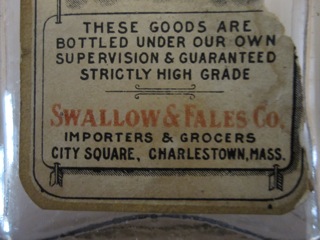 THESE GOODS ARE
BOTTLED UNDER OUR OWN
SUPERVISION & GUARANTEED
STRICTLY HIGH GRADE
SWALLOW & FALES CO.
IMPORTERS & GROCERS
CITY SQUARE, CHARLESTOWN, MASS.